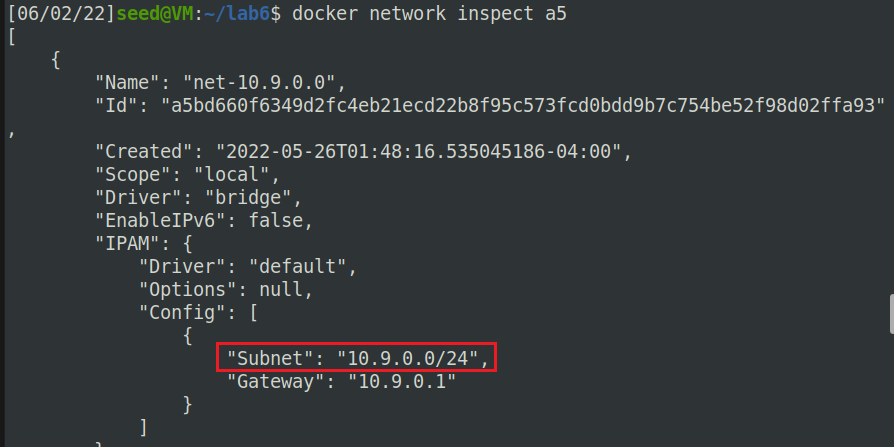 [06/02/22]seed@VM:~/lab6$ docker network inspect a5
[
    {
        "Name": "net-10.9.0.0",
        "Id": "a5bd660f6349d2fc4eb21ecd22b8f95c573fcd0bdd9b7c754be52f98d02ffa93"
,
        "Created": "2022-05-26T01:48:16.535045186-04:00",
        "Scope": "local",
        "Driver": "bridge",
        "EnableIPv6": false,
        "IPAM": {
            "Driver": "default",
            "Options": null,
            "Config": [
                {
                    "Subnet": "10.9.0.0/24",
                    "Gateway": "10.9.0.1"
                }
            ]